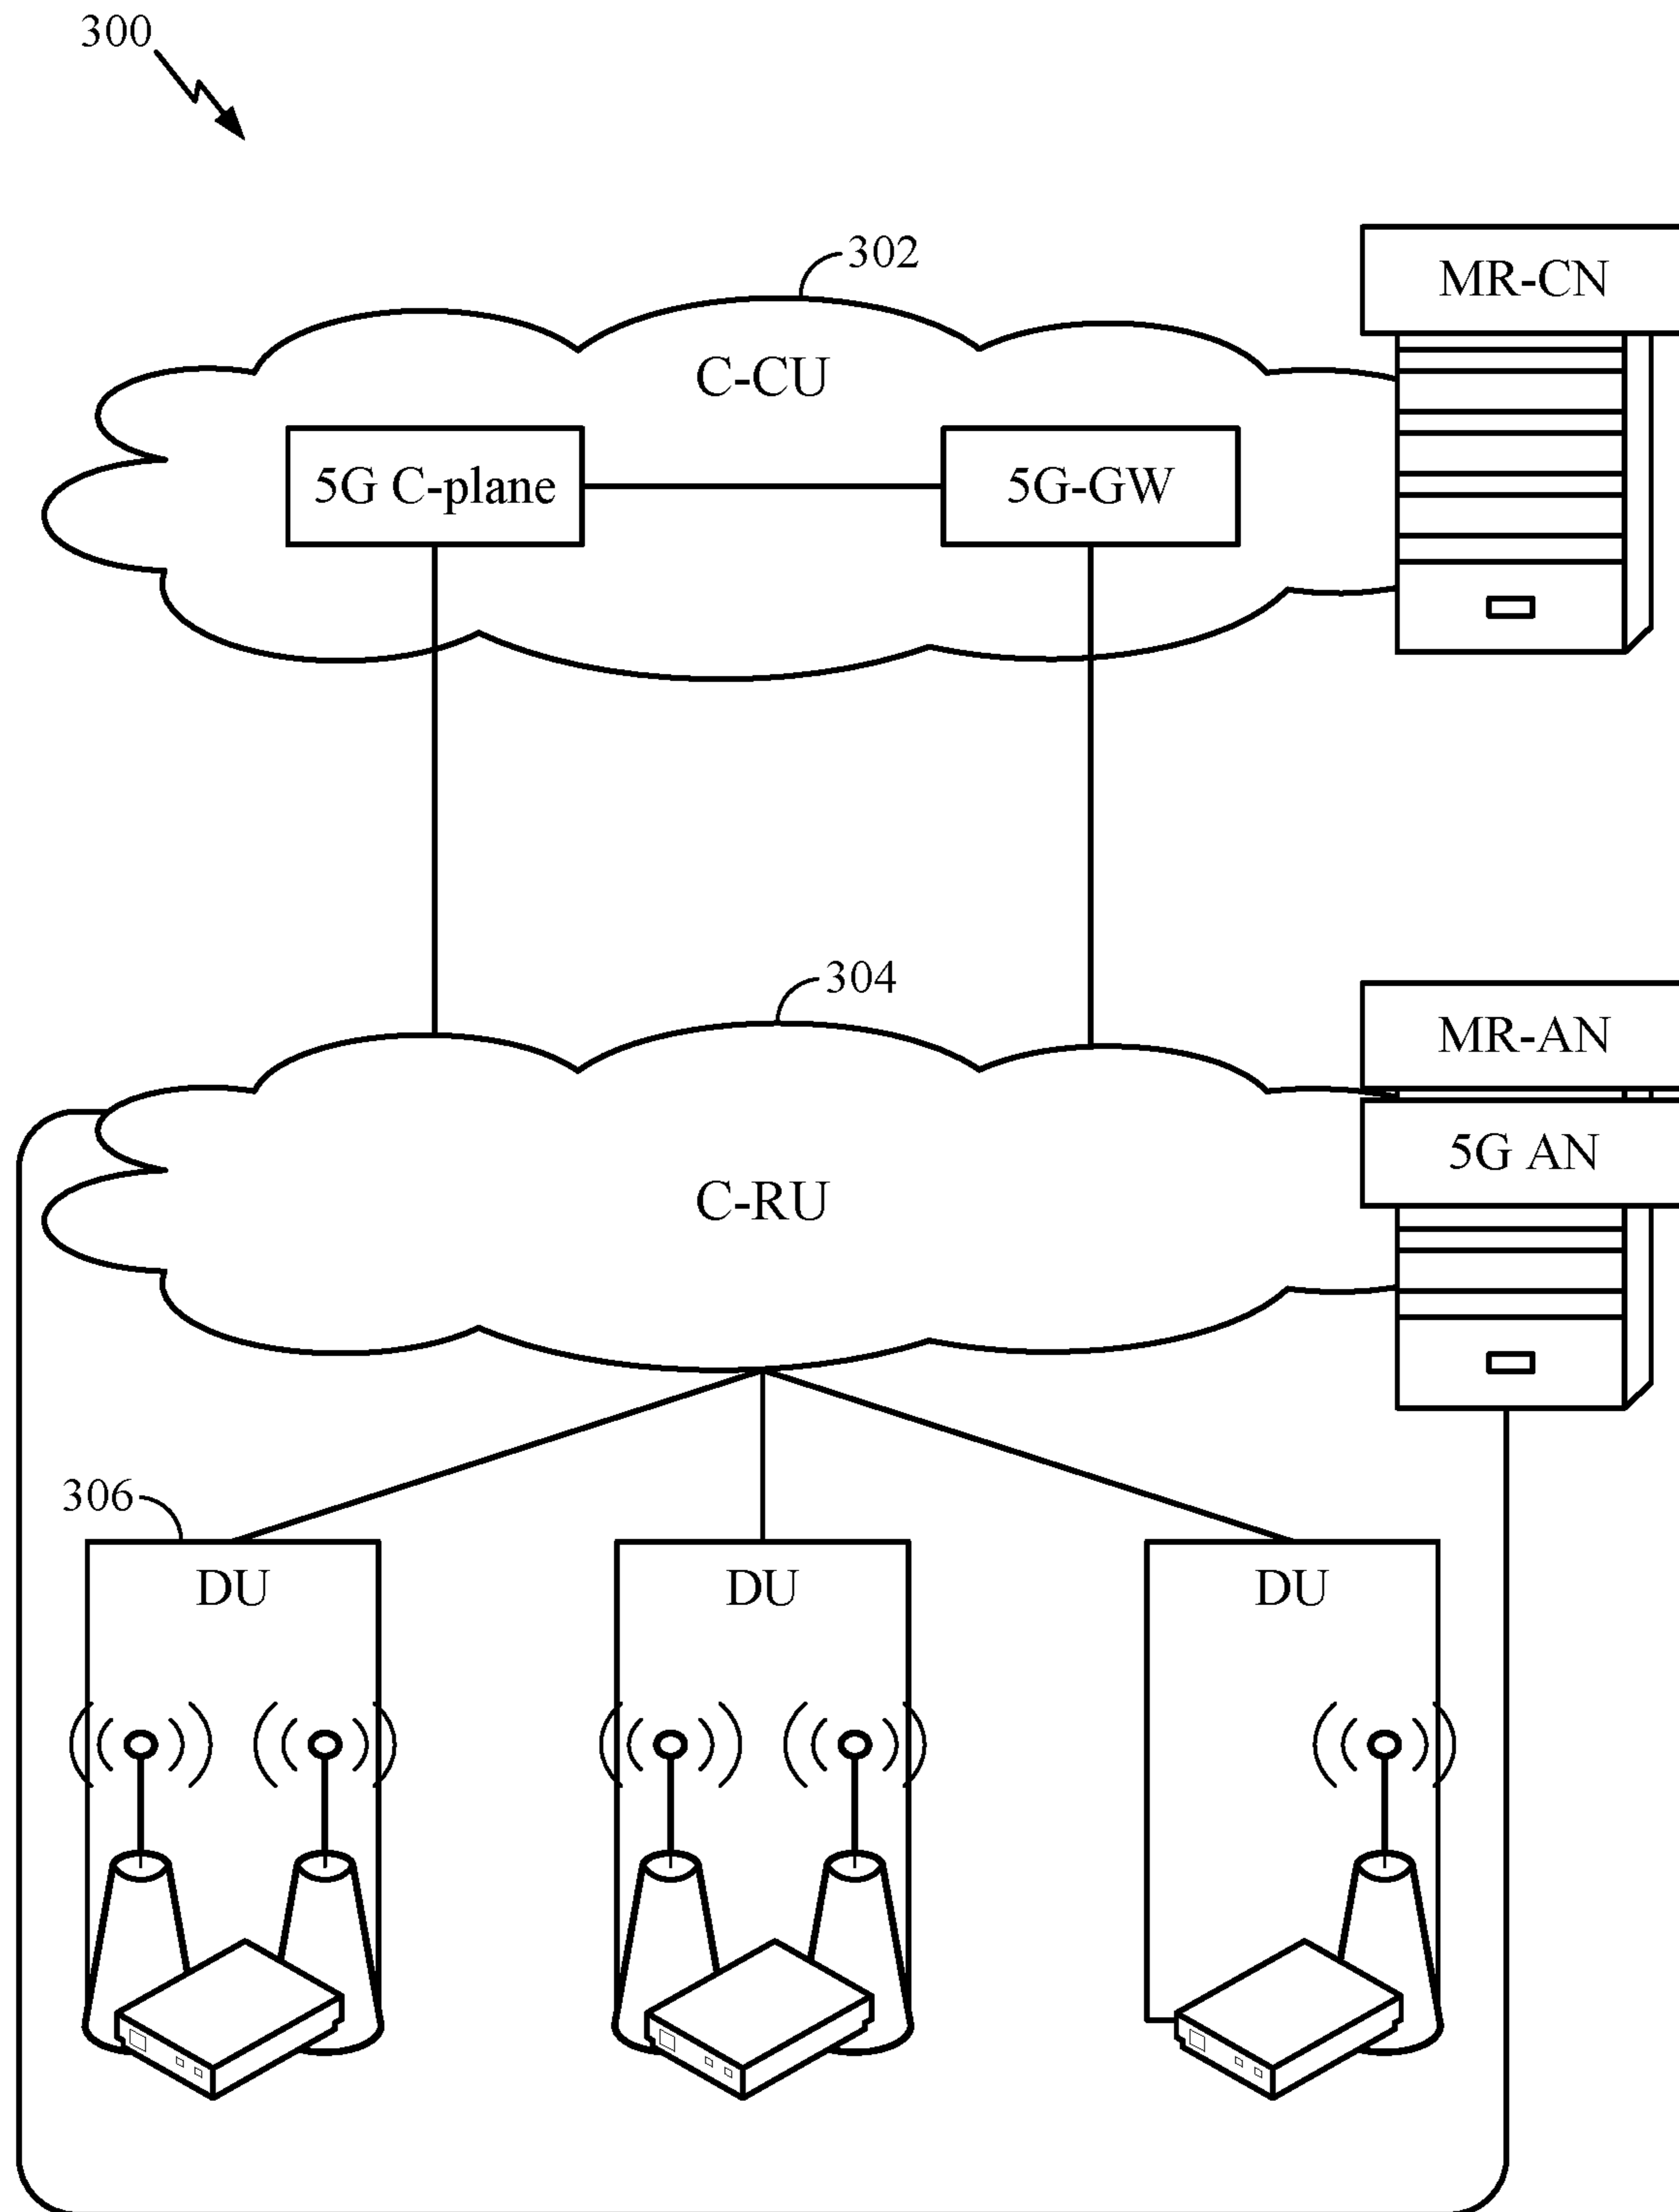 300
302
MR-CN
C-CU
5G C-plane
5G-GW
304
MR-AN
5G AN
C-RU
306
DU
DU
DU